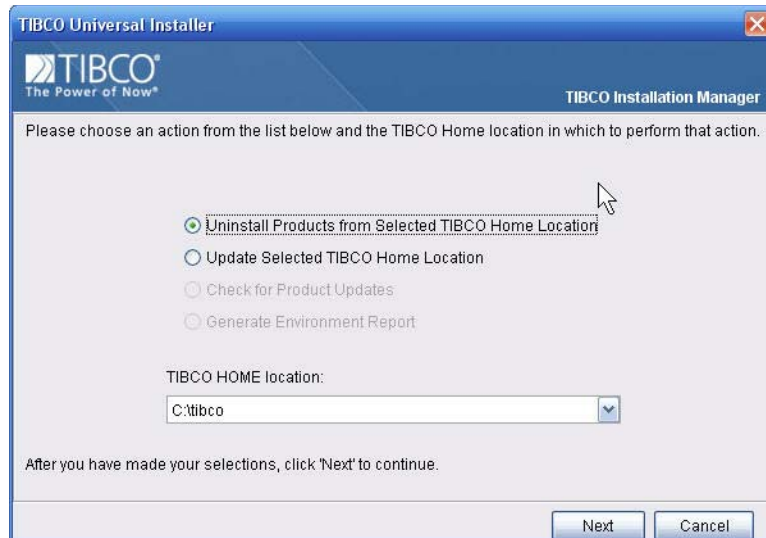 TIBCO Universal Installer
TIBCO®
The Power of Now®
TIBCO Installation Manager
Please choose an action from the list below and the TIBCO Home location in which to perform that action.
Uninstall Products from Selected TIBCO Home Location
Update Selected TIBCO Home Location
Check for Product Updates
Generate Environment Report
TIBCO HOME location:
C:\tibco
After you have made your selections, click 'Next' to continue.
Next Cancel